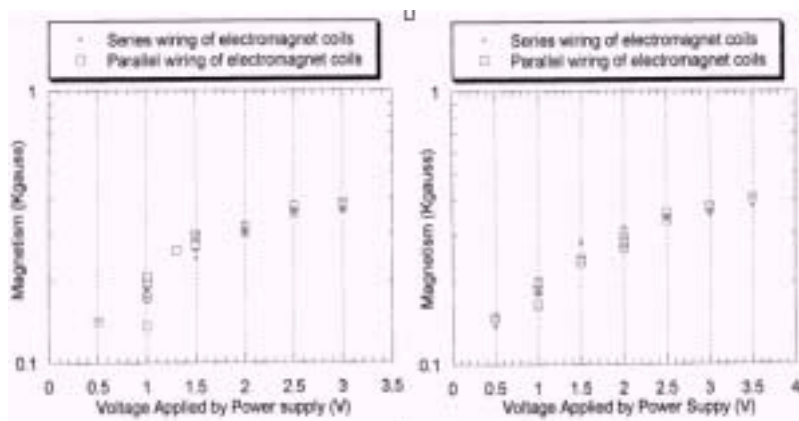 Series wiring of electromagnet coils
Parallel wiring of electromagnet coils
1
Magnetism (Kgauss)
0.1
0 0.5 1 1.5 2 2.5 3 3.5
Voltage Applied by Power supply (V)
Series wiring of electromagnet coils
Parallel wiring of electromagnet coils
1
Magnetism (Kgauss)
0.1
0 0.5 1 1.5 2 2.5 3 3.5 4
Voltage Applied by Power Suppy (V)